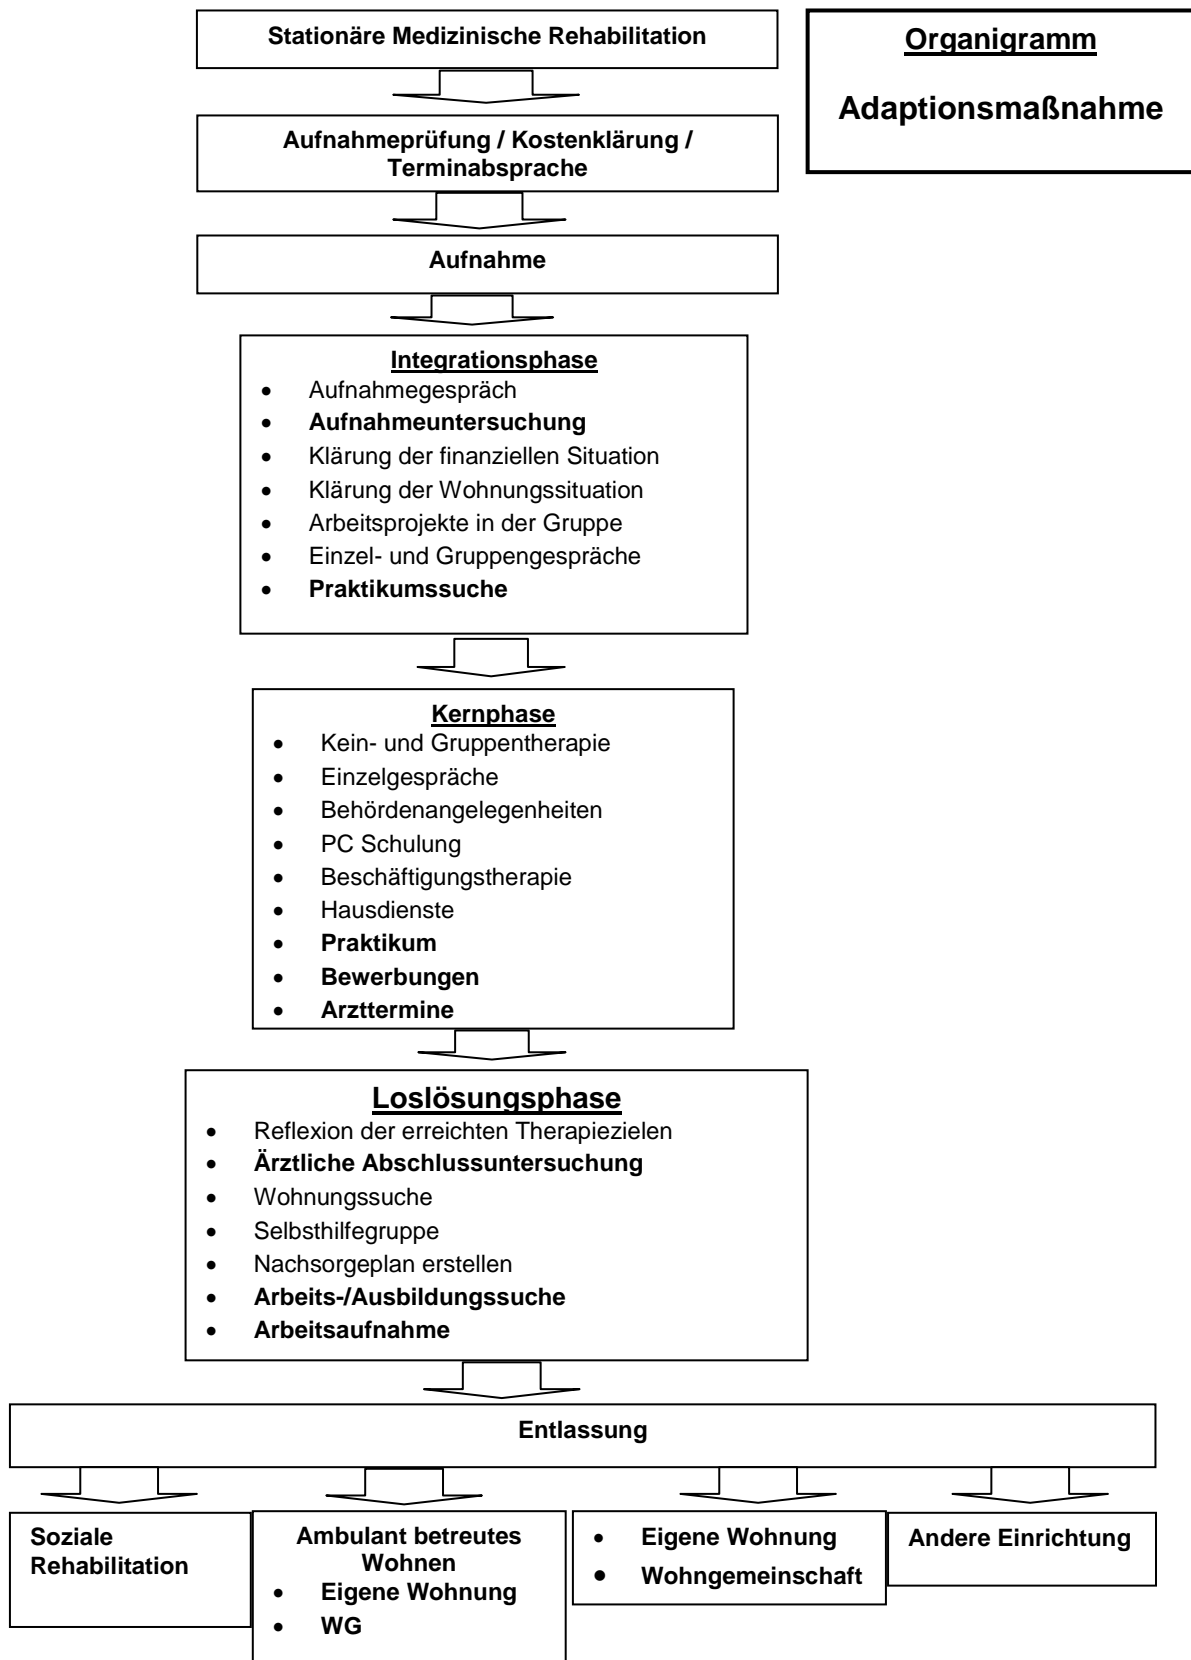 Stationäre Medizinische Rehabilitation
Organigramm
Adaptionsmaßnahme
Aufnahmeprüfung / Kostenklärung /
Terminabsprache
Aufnahme
Integrationsphase
• Aufnahmegespräch
• Aufnahmeuntersuchung
• Klärung der finanziellen Situation
• Klärung der Wohnungssituation
• Arbeitsprojekte in der Gruppe
• Einzel- und Gruppengespräche
• Praktikumssuche
Kernphase
• Kein- und Gruppentherapie
• Einzelgespräche
• Behördenangelegenheiten
• PC Schulung
• Beschäftigungstherapie
• Hausdienste
• Praktikum
• Bewerbungen
• Arzttermine
Loslösungsphase
• Reflexion der erreichten Therapiezielen
• Ärztliche Abschlussuntersuchung
• Wohnungssuche
• Selbsthilfegruppe
• Nachsorgeplan erstellen
• Arbeits-/Ausbildungssuche
• Arbeitsaufnahme
Entlassung
Soziale
Rehabilitation
Ambulant betreutes
Wohnen
• Eigene Wohnung
• WG
• Eigene Wohnung
• Wohngemeinschaft
Andere Einrichtung